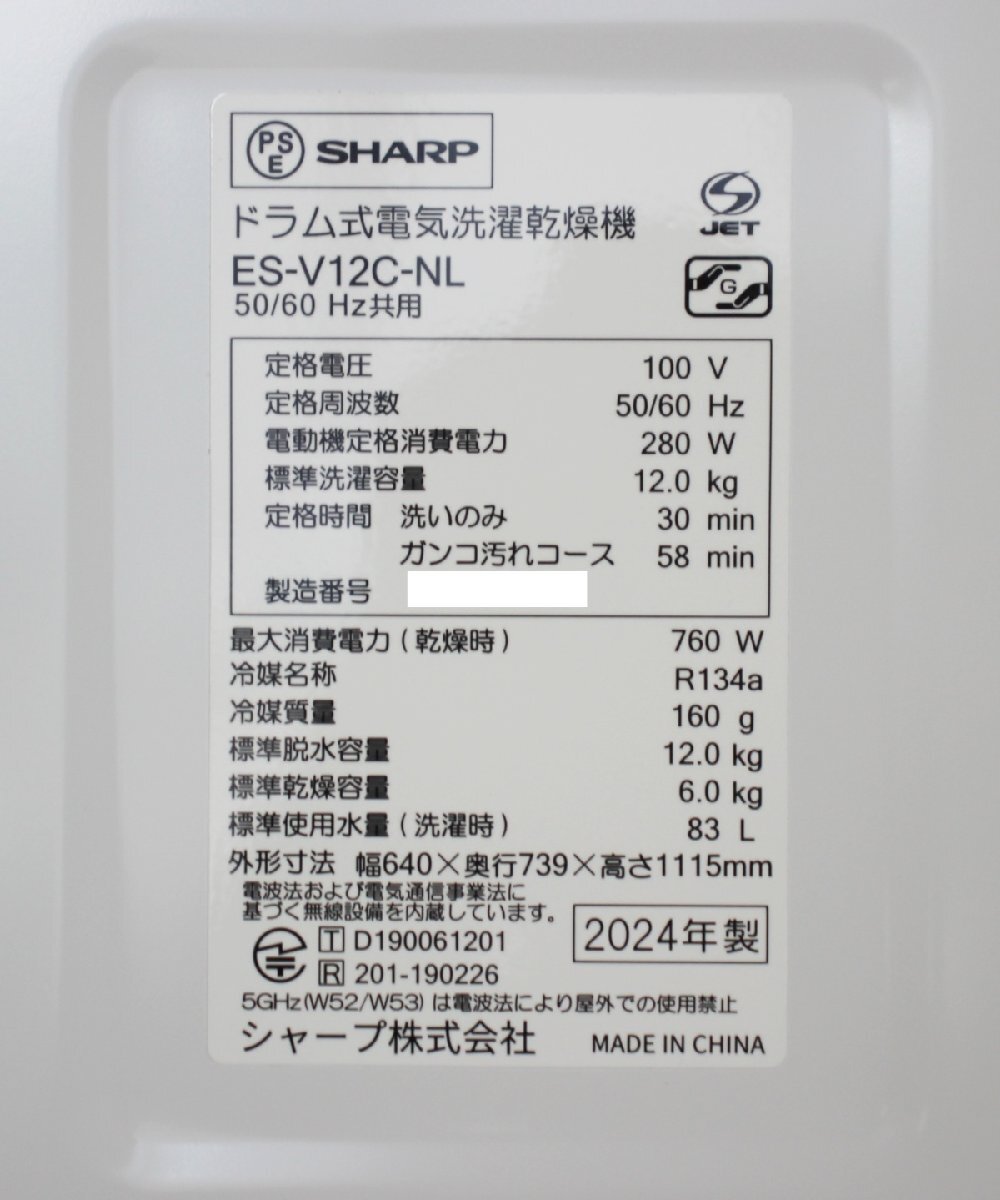 PSE SHARP
JET
ドラム式電気洗濯乾燥機
ES-V12C-NL
G
50/60 Hz共用
定格電圧 100 V
定格周波数 50/60 Hz
電動機定格消費電力 280 W
標準洗濯容量 12.0 kg
定格時間 洗いのみ 30 min
ガンコ汚れコース 58 min
製造番号
最大消費電力(乾燥時) 760 W
冷媒名称 R134a
冷媒質量 160 g
標準脱水容量 12.0 kg
標準乾燥容量 6.0 kg
標準使用水量(洗濯時) 83 L
外形寸法 幅640×奥行739×高さ1115mm
電波法および電気通信事業法に
基づく無線設備を内蔵しています。
T D190061201
2024年製
R 201-190226
5GHz(W52/W53)は電波法により屋外での使用禁止
シャープ株式会社 MADE IN CHINA